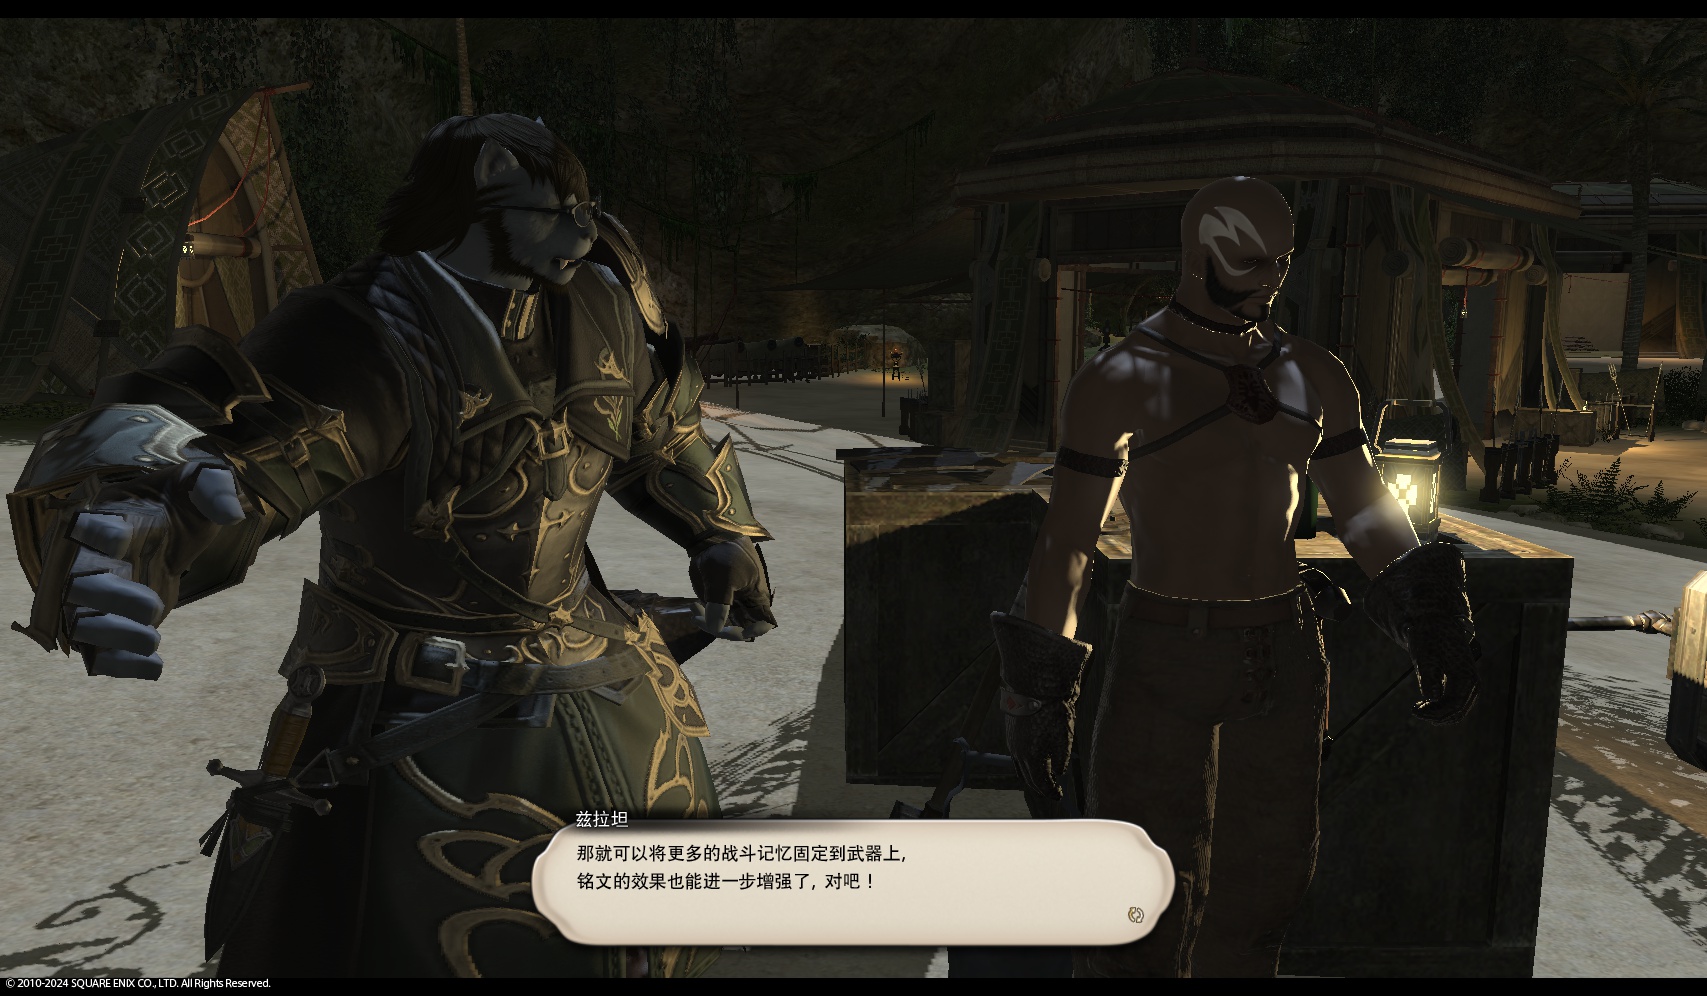 兹拉坦
那就可以将更多的战斗记忆固定到武器上,
铭文的效果也能进一步增强了, 对吧！
© 2010-2024 SQUARE ENIX CO., LTD. All Rights Reserved.